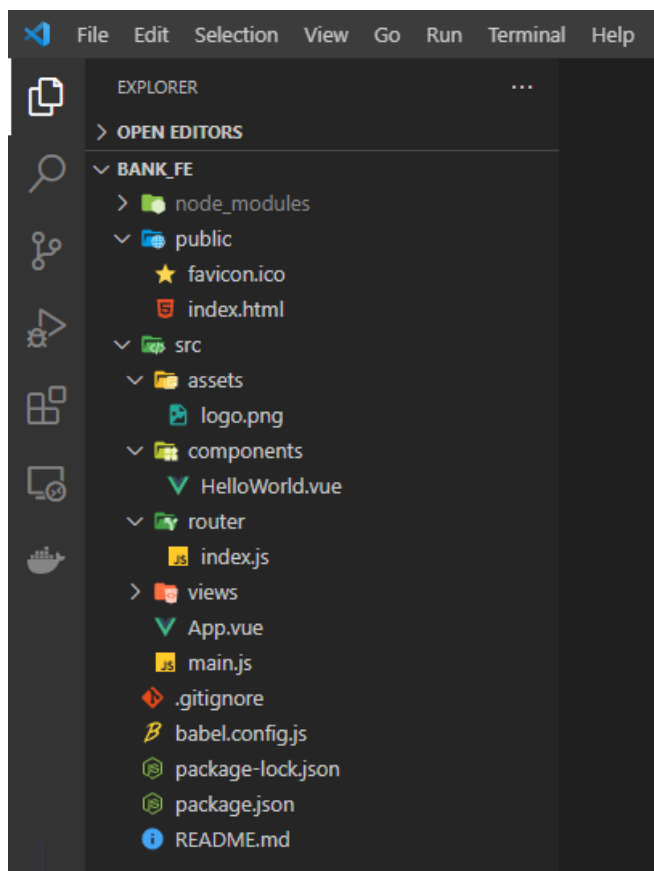 File Edit Selection View Go Run Terminal Help
EXPLORER
OPEN EDITORS
BANK_FE
node_modules
public
favicon.ico
index.html
src
assets
logo.png
components
HelloWorld.vue
router
index.js
views
App.vue
main.js
.gitignore
babel.config.js
package-lock.json
package.json
README.md